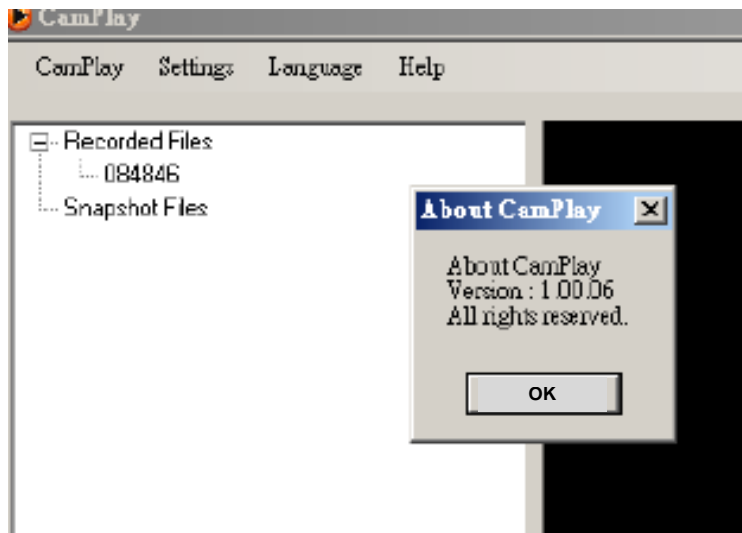 CamPlay
CamPlay Settings Language Help
Recorded Files
084846
Snapshot Files
About CamPlay
About CamPlay
Version : 1.00.06
All rights reserved.
OK